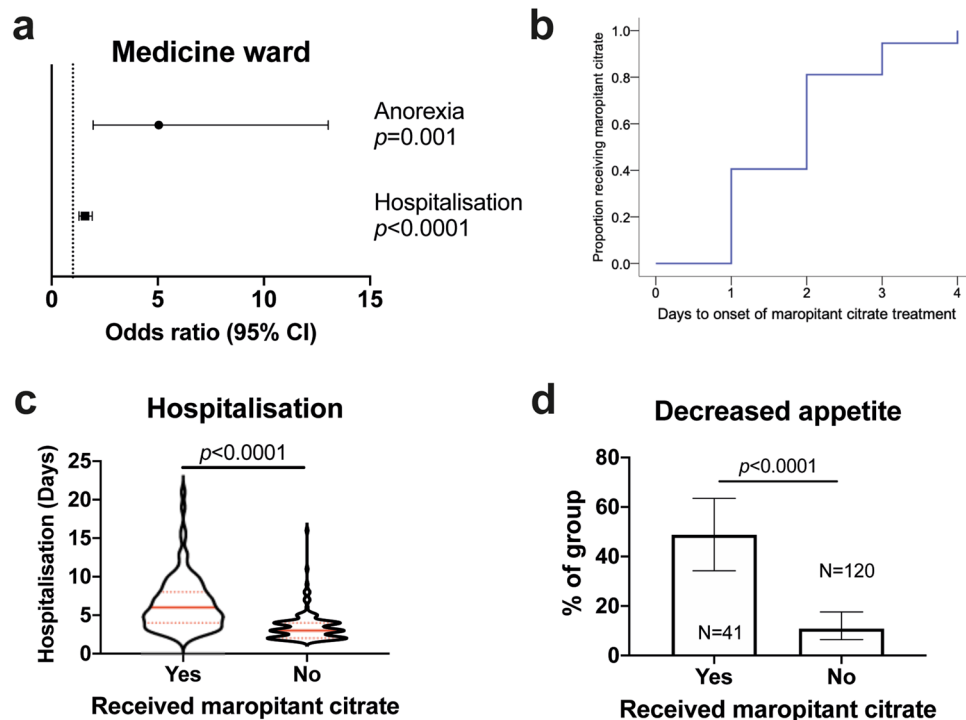 a
Medicine ward
Anorexia
p=0.001
Hospitalisation
p<0.0001
0 5 10 15
Odds ratio (95% CI)
b
Proportion receiving maropitant citrate
1.0
0.8
0.6
0.4
0.2
0.0
0 1 2 3 4
Days to onset of maropitant citrate treatment
c
Hospitalisation
Hospitalisation (Days)
p<0.0001
25
20
15
10
5
0
Yes No
Received maropitant citrate
d
Decreased appetite
% of group
p<0.0001
80
60
40
20
0
N=120
N=41
Yes No
Received maropitant citrate